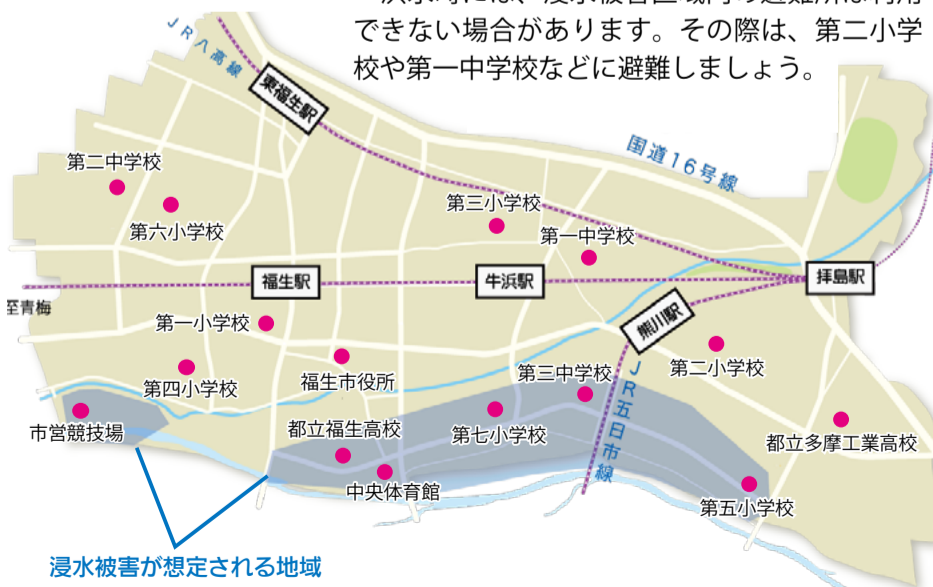 できない場合があります。その際は、第二小学
校や第一中学校などに避難しましょう。
JR八高線
東福生駅
国道16号線
第二中学校
第六小学校
第三小学校
第一中学校
福生駅
牛浜駅
拝島駅
至青梅
熊川駅
第一小学校
福生市役所
第四小学校
第二小学校
第三中学校
JR五日市線
市営競技場
都立福生高校
第七小学校
都立多摩工業高校
中央体育館
第五小学校
浸水被害が想定される地域